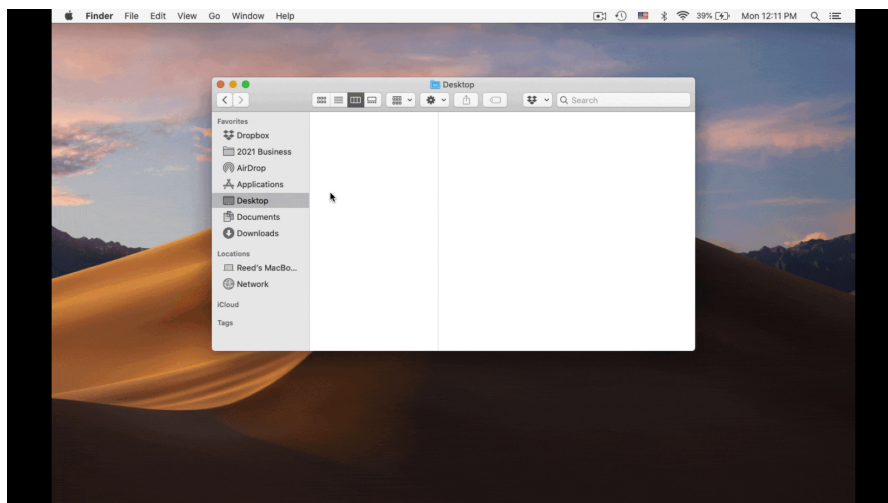 Finder File Edit View Go Window Help 39% Mon 12:11 PM
Desktop
Search
Favorites
Dropbox
2021 Business
AirDrop
Applications
Desktop
Documents
Downloads
Locations
Reed's MacBo...
Network
iCloud
Tags